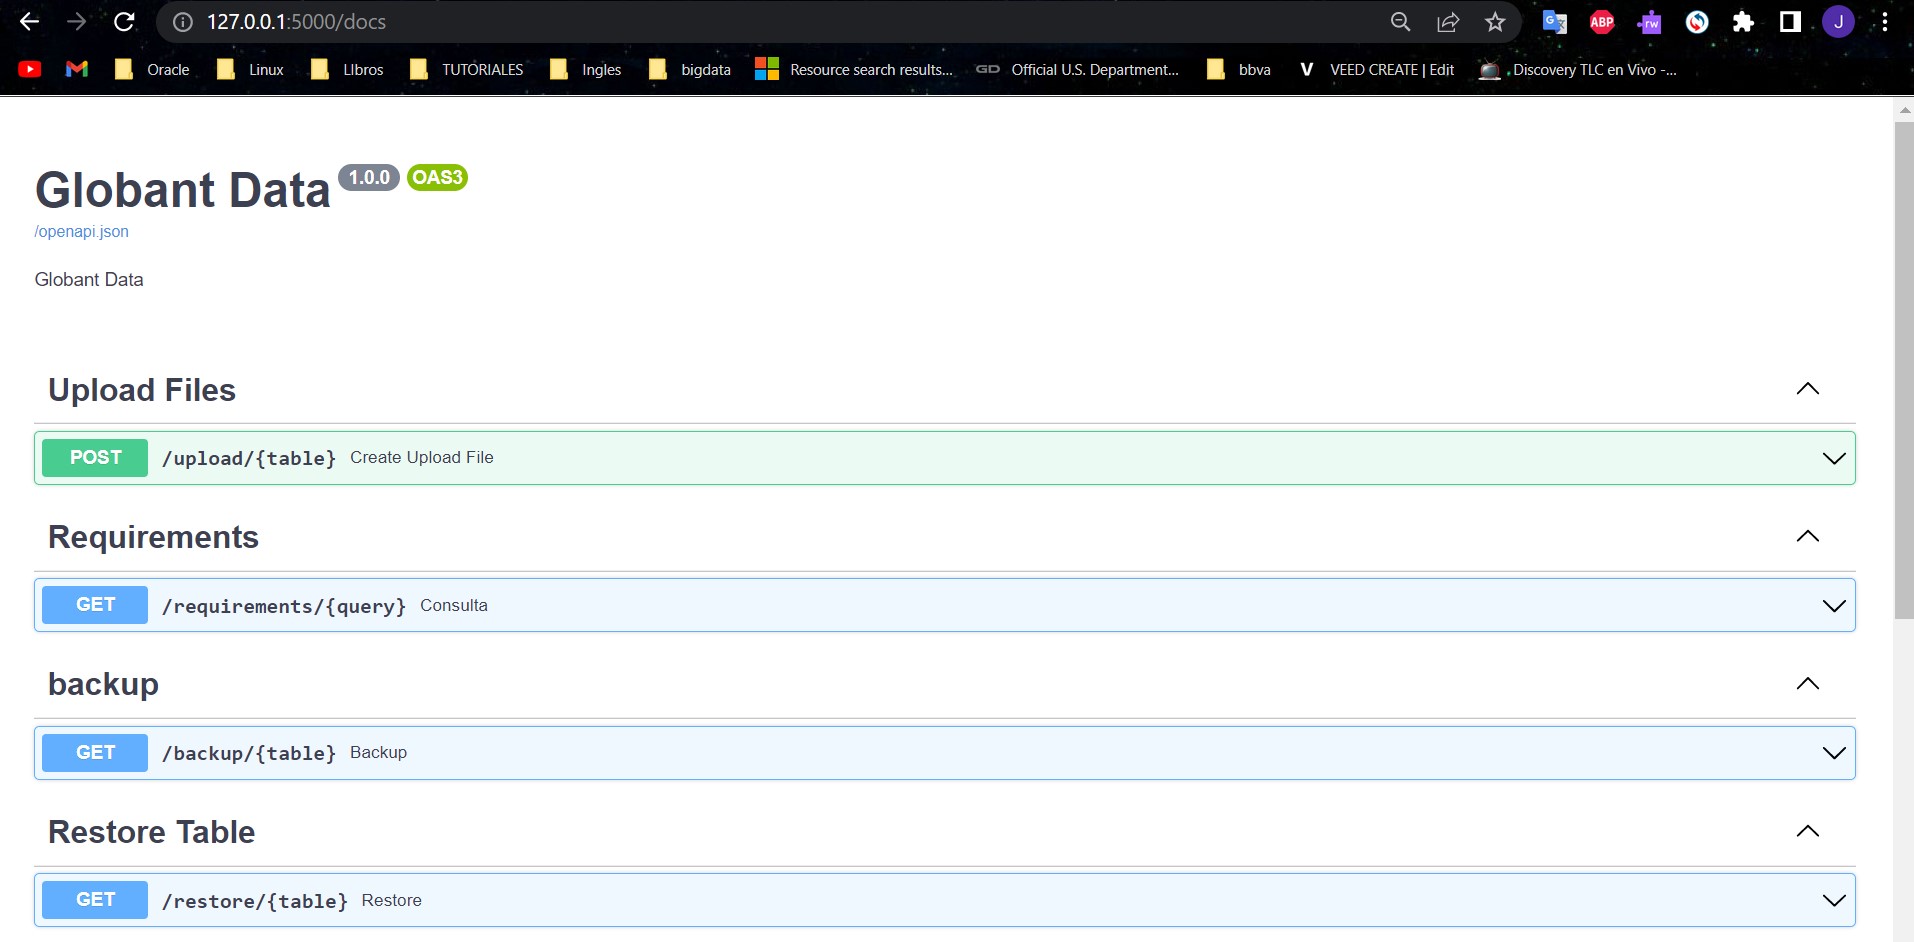 127.0.0.1:5000/docs
ABP
rw
J
Oracle Linux LIbros TUTORIALES Ingles bigdata Resource search results... GD Official U.S. Department... bbva V VEED CREATE | Edit Discovery TLC en Vivo -...
Globant Data 1.0.0 OAS3
/openapi.json
Globant Data
Upload Files
POST /upload/{table} Create Upload File
Requirements
GET /requirements/{query} Consulta
backup
GET /backup/{table} Backup
Restore Table
GET /restore/{table} Restore